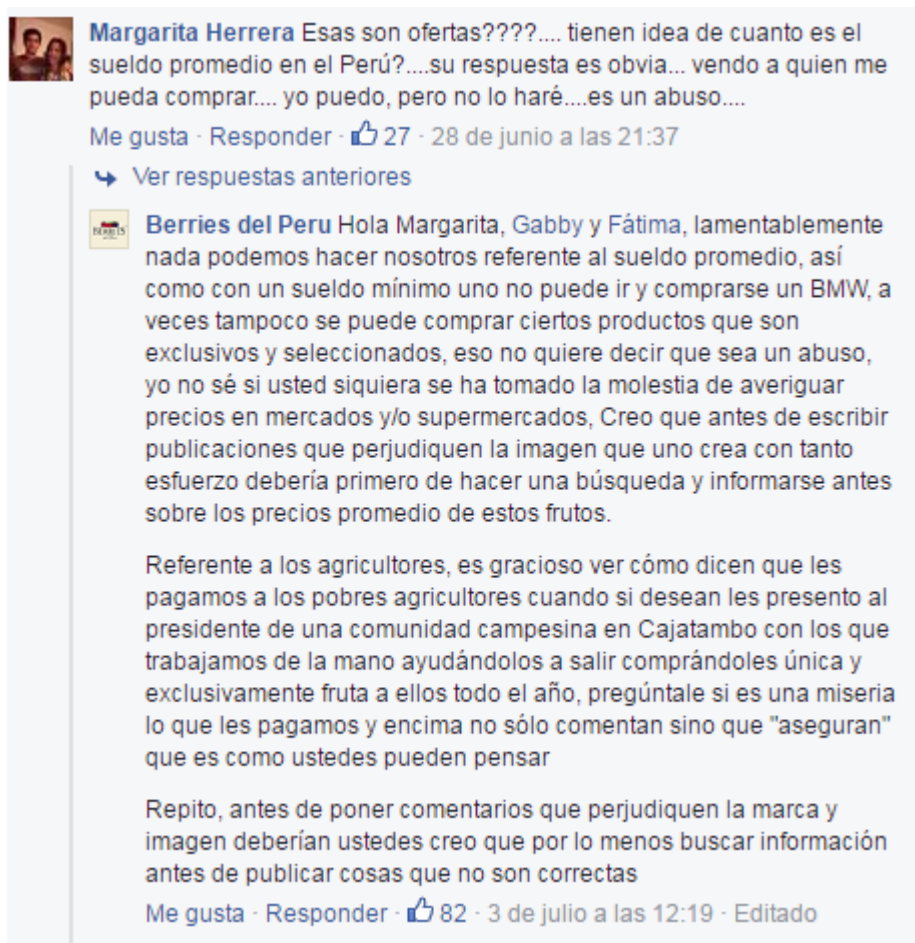 Margarita Herrera Esas son ofertas????.... tienen idea de cuanto es el
sueldo promedio en el Perú?....su respuesta es obvia... vendo a quien me
pueda comprar.... yo puedo, pero no lo haré....es un abuso....
Me gusta · Responder · 27 · 28 de junio a las 21:37
Ver respuestas anteriores
Berries del Peru Hola Margarita, Gabby y Fátima, lamentablemente
nada podemos hacer nosotros referente al sueldo promedio, así
como con un sueldo mínimo uno no puede ir y comprarse un BMW, a
veces tampoco se puede comprar ciertos productos que son
exclusivos y seleccionados, eso no quiere decir que sea un abuso,
yo no sé si usted siquiera se ha tomado la molestia de averiguar
precios en mercados y/o supermercados, Creo que antes de escribir
publicaciones que perjudiquen la imagen que uno crea con tanto
esfuerzo debería primero de hacer una búsqueda y informarse antes
sobre los precios promedio de estos frutos.
Referente a los agricultores, es gracioso ver cómo dicen que les
pagamos a los pobres agricultores cuando si desean les presento al
presidente de una comunidad campesina en Cajatambo con los que
trabajamos de la mano ayudándolos a salir comprándoles única y
exclusivamente fruta a ellos todo el año, pregúntale si es una miseria
lo que les pagamos y encima no sólo comentan sino que "aseguran"
que es como ustedes pueden pensar
Repito, antes de poner comentarios que perjudiquen la marca y
imagen deberían ustedes creo que por lo menos buscar información
antes de publicar cosas que no son correctas
Me gusta · Responder · 82 · 3 de julio a las 12:19 · Editado